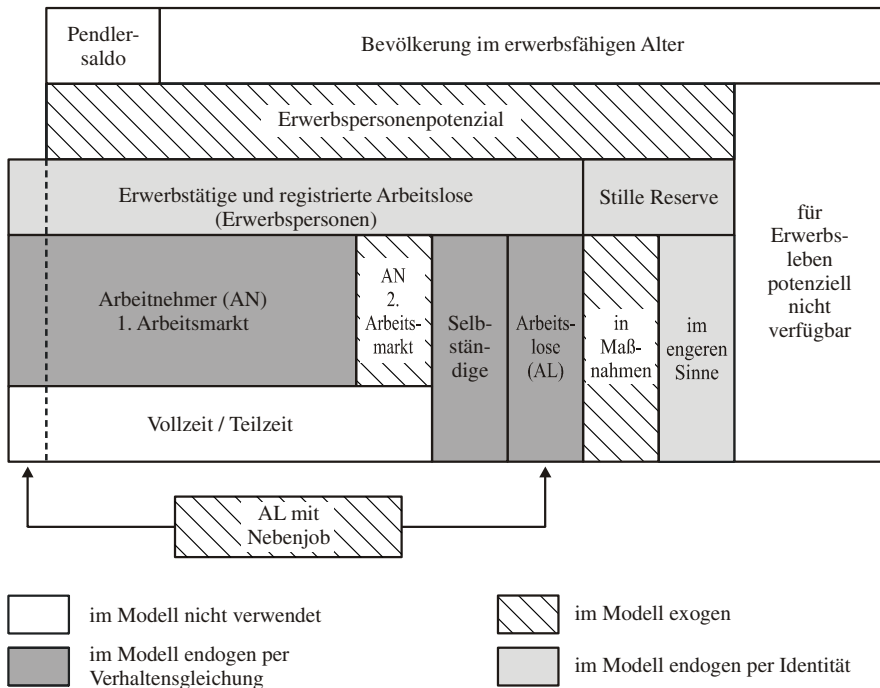 Pendler-
saldo
Bevölkerung im erwerbsfähigen Alter
Erwerbspersonenpotenzial
Erwerbstätige und registrierte Arbeitslose
(Erwerbspersonen)
Stille Reserve
für
Erwerbs-
leben
potenziell
nicht
verfügbar
Arbeitnehmer (AN)
1. Arbeitsmarkt
AN
2.
Arbeits-
markt
Selb-
stän-
dige
Arbeits-
lose
(AL)
in
Maß-
nahmen
im
engeren
Sinne
Vollzeit / Teilzeit
AL mit
Nebenjob
im Modell nicht verwendet
im Modell exogen
im Modell endogen per
Verhaltensgleichung
im Modell endogen per Identität